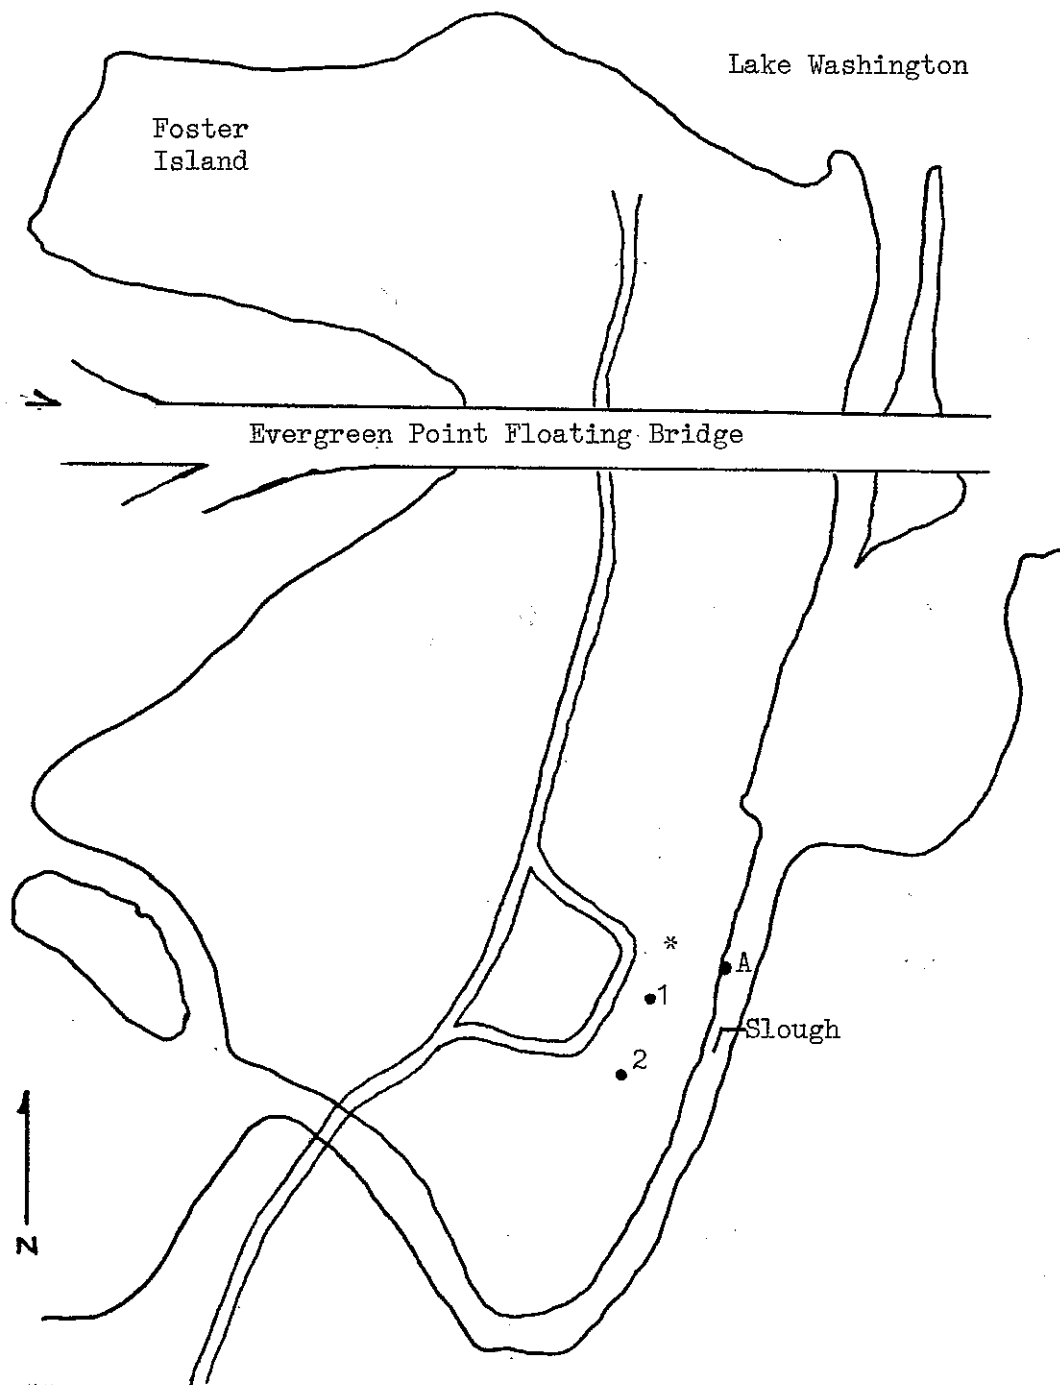 Lake Washington
Foster
Island
Evergreen Point Floating Bridge
*
A
1
Slough
2
N